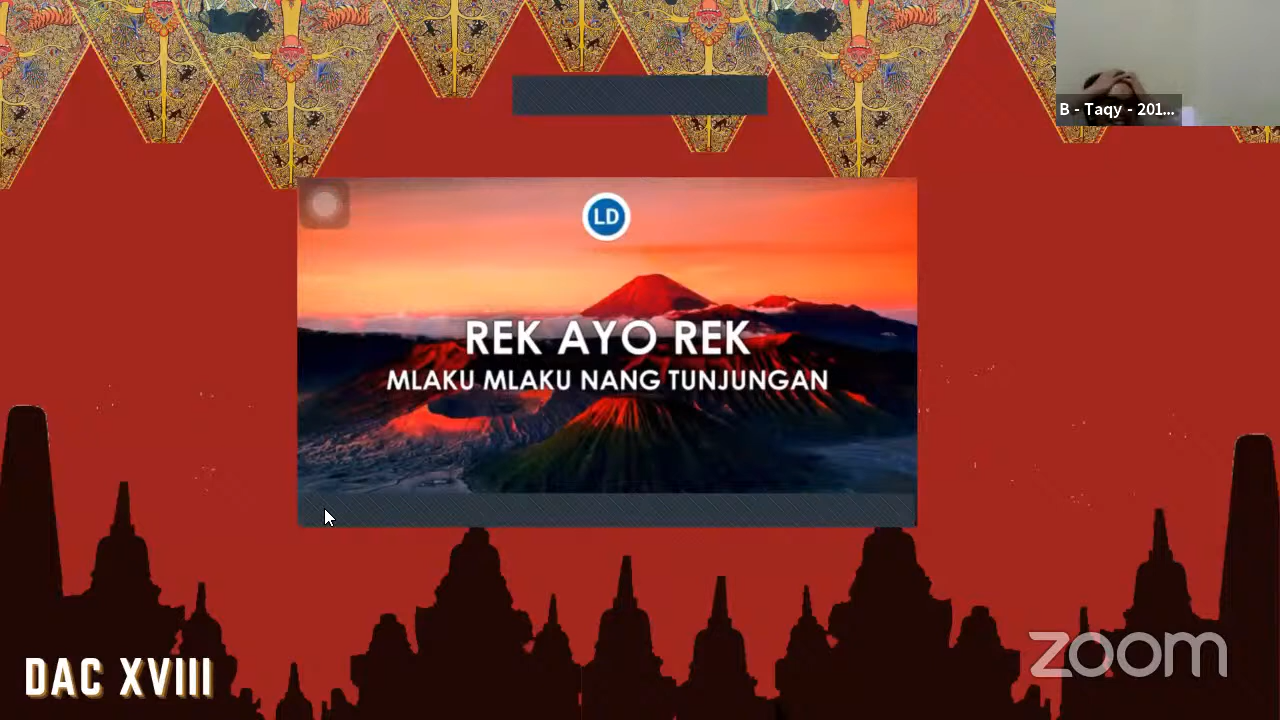 B - Taqy - 201...
LD
REK AYO REK
MLAKU MLAKU NANG TUNJUNGAN
DAC XVIII
zoom